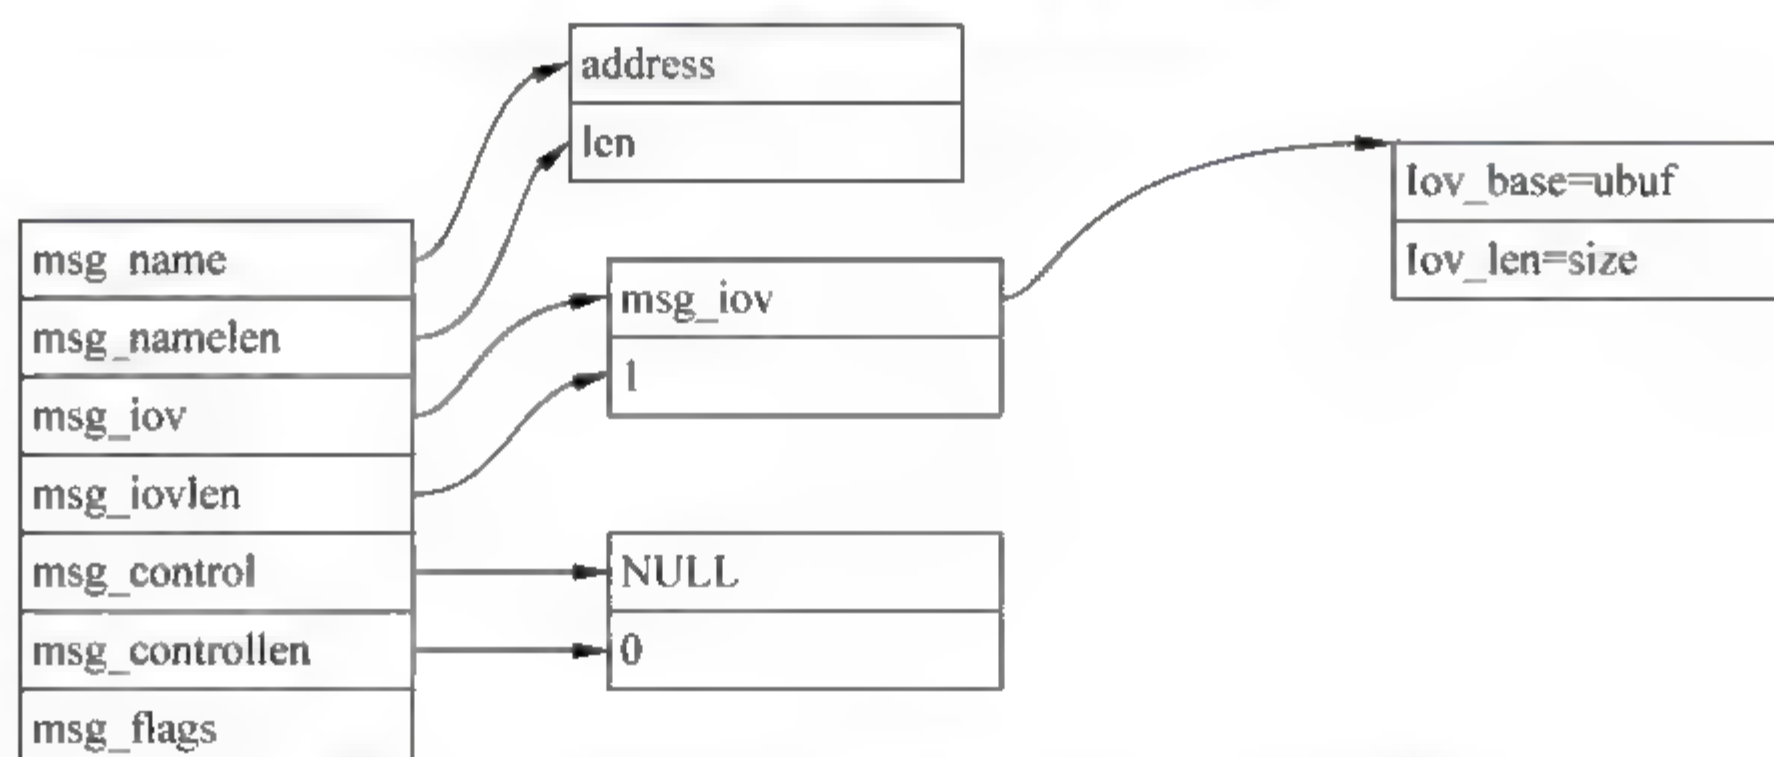 address
len
msg_name
msg_namelen
msg_iov
msg_iovlen
msg_control
msg_controllen
msg_flags
msg_iov
1
NULL
0
Iov_base=ubuf
Iov_len=size